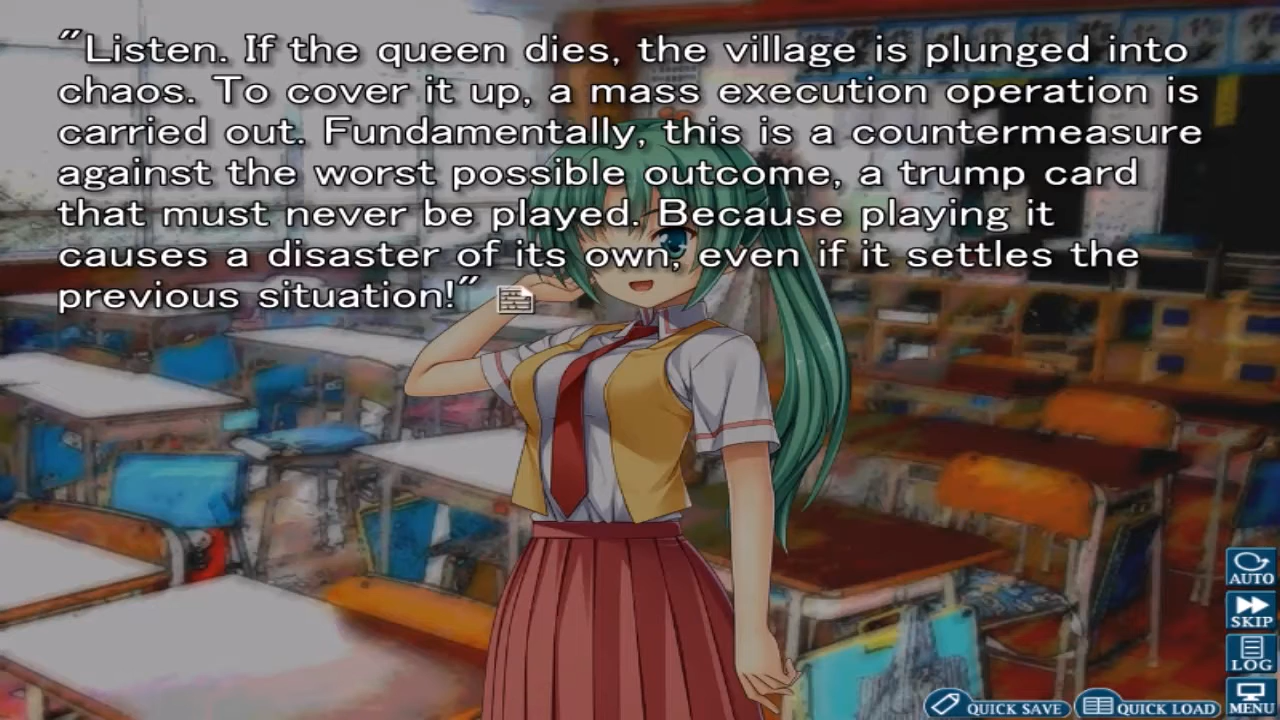 "Listen. If the queen dies, the village is plunged into
chaos. To cover it up, a mass execution operation is
carried out. Fundamentally, this is a countermeasure
against the worst possible outcome, a trump card
that must never be played. Because playing it
causes a disaster of its own, even if it settles the
previous situation!"
AUTO
SKIP
LOG
MENU
QUICK SAVE
QUICK LOAD